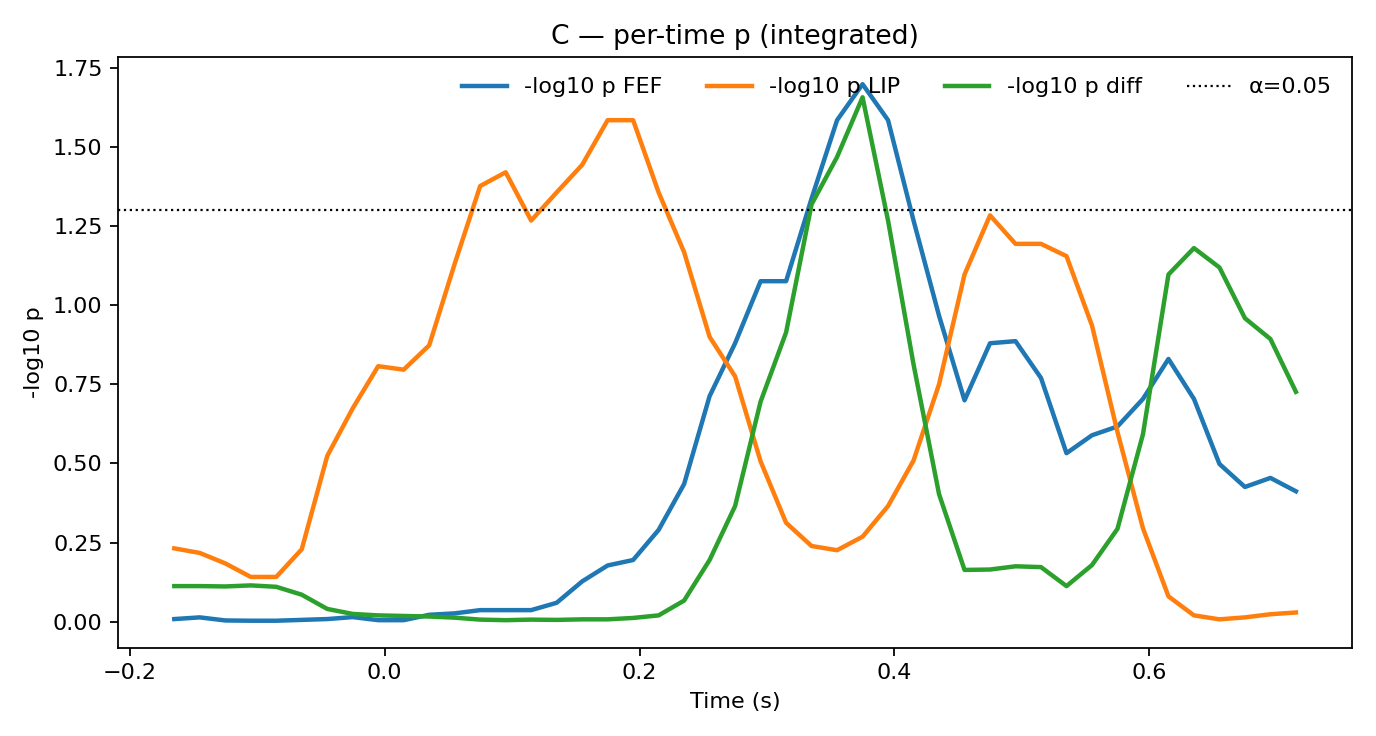 C — per-time p (integrated)
-log10 p FEF -log10 p LIP -log10 p diff α=0.05
1.75
1.50
1.25
1.00
0.75
0.50
0.25
0.00
-log10 p
−0.2 0.0 0.2 0.4 0.6
Time (s)